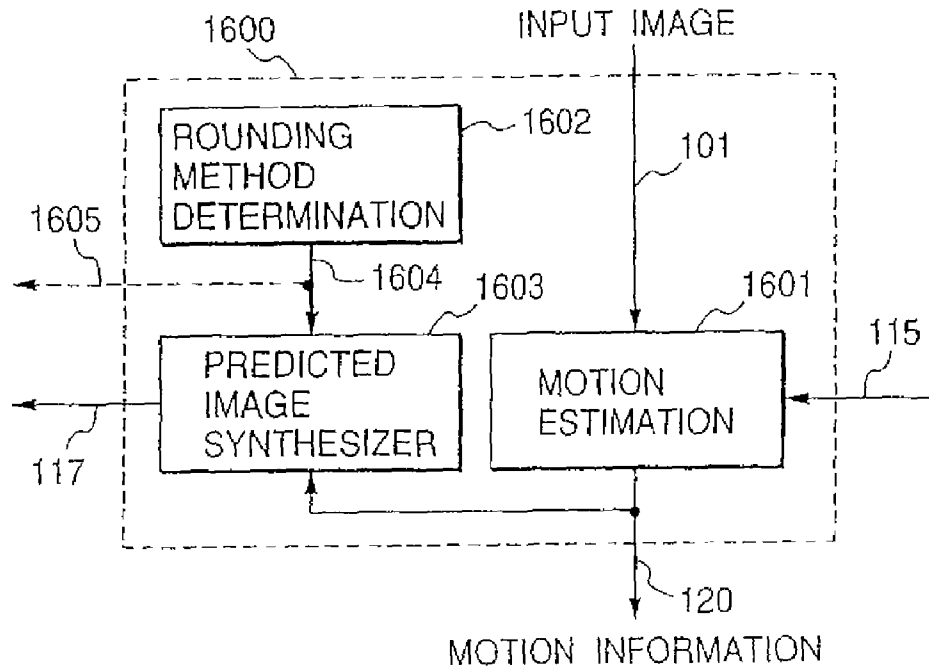 INPUT IMAGE
1600
ROUNDING
METHOD
DETERMINATION
1602
101
1605
1604
1603
1601
115
PREDICTED
IMAGE
SYNTHESIZER
MOTION
ESTIMATION
117
120
MOTION INFORMATION